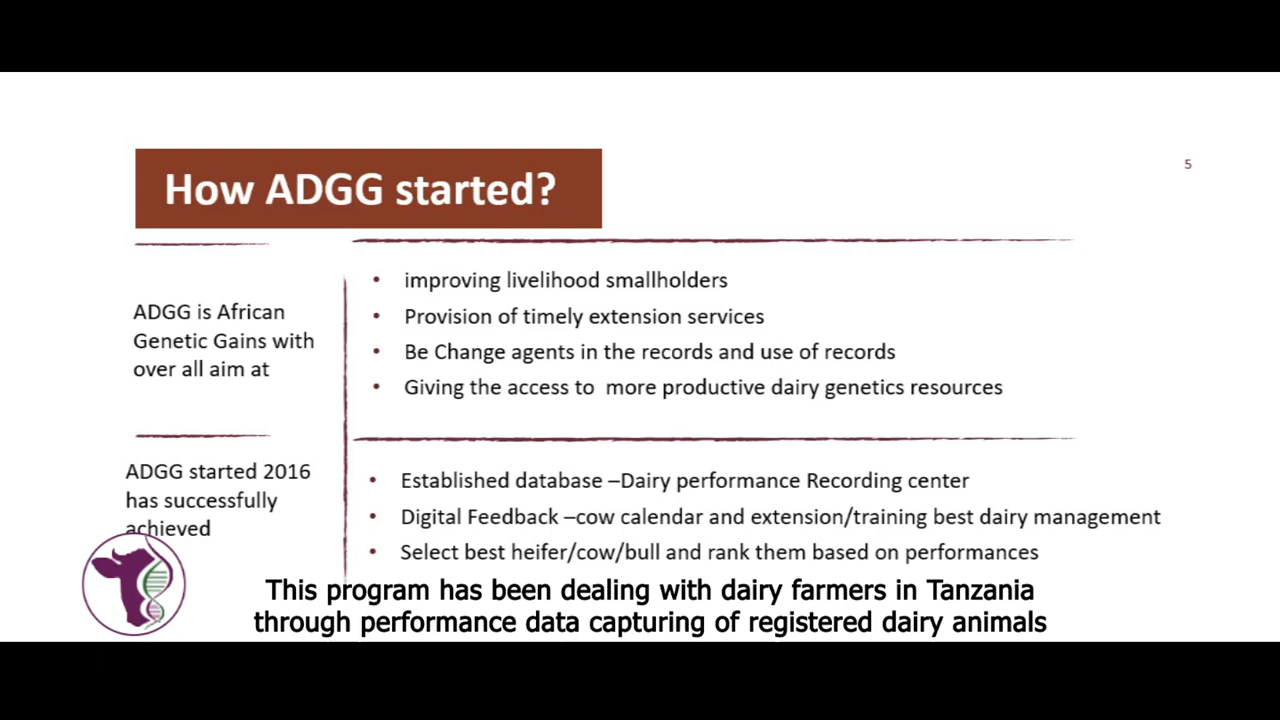 How ADGG started?
5
ADGG is African
Genetic Gains with
over all aim at
• improving livelihood smallholders
• Provision of timely extension services
• Be Change agents in the records and use of records
• Giving the access to more productive dairy genetics resources
ADGG started 2016
has successfully
achieved
• Established database –Dairy performance Recording center
• Digital Feedback –cow calendar and extension/training best dairy management
• Select best heifer/cow/bull and rank them based on performances
This program has been dealing with dairy farmers in Tanzania
through performance data capturing of registered dairy animals